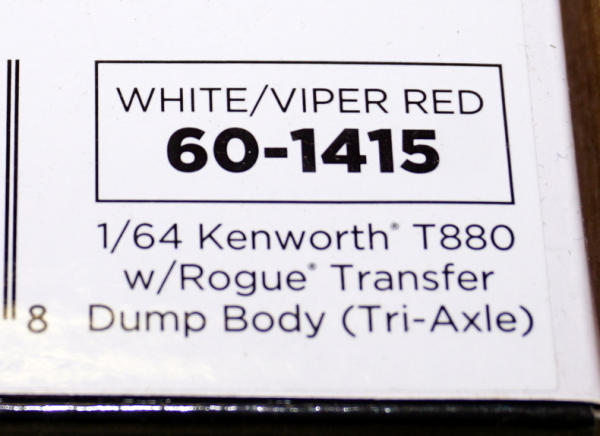 WHITE/VIPER RED
60-1415
1/64 Kenworth® T880
w/Rogue® Transfer
8 Dump Body (Tri-Axle)